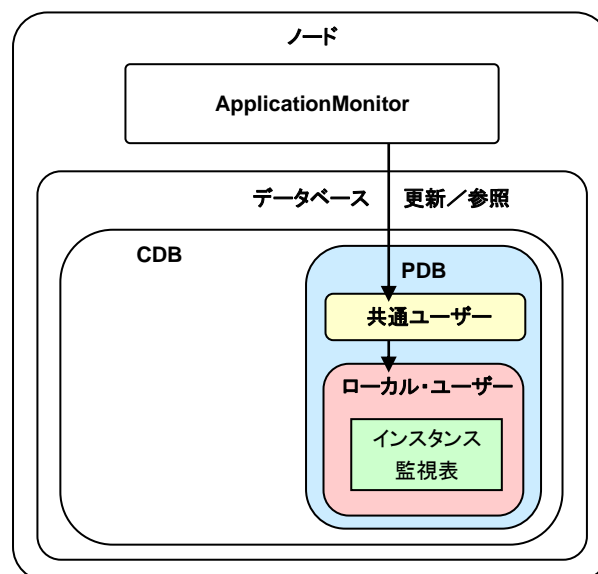 ノード
ApplicationMonitor
データベース 更新／参照
CDB
PDB
共通ユーザー
ローカル・ユーザー
インスタンス
監視表